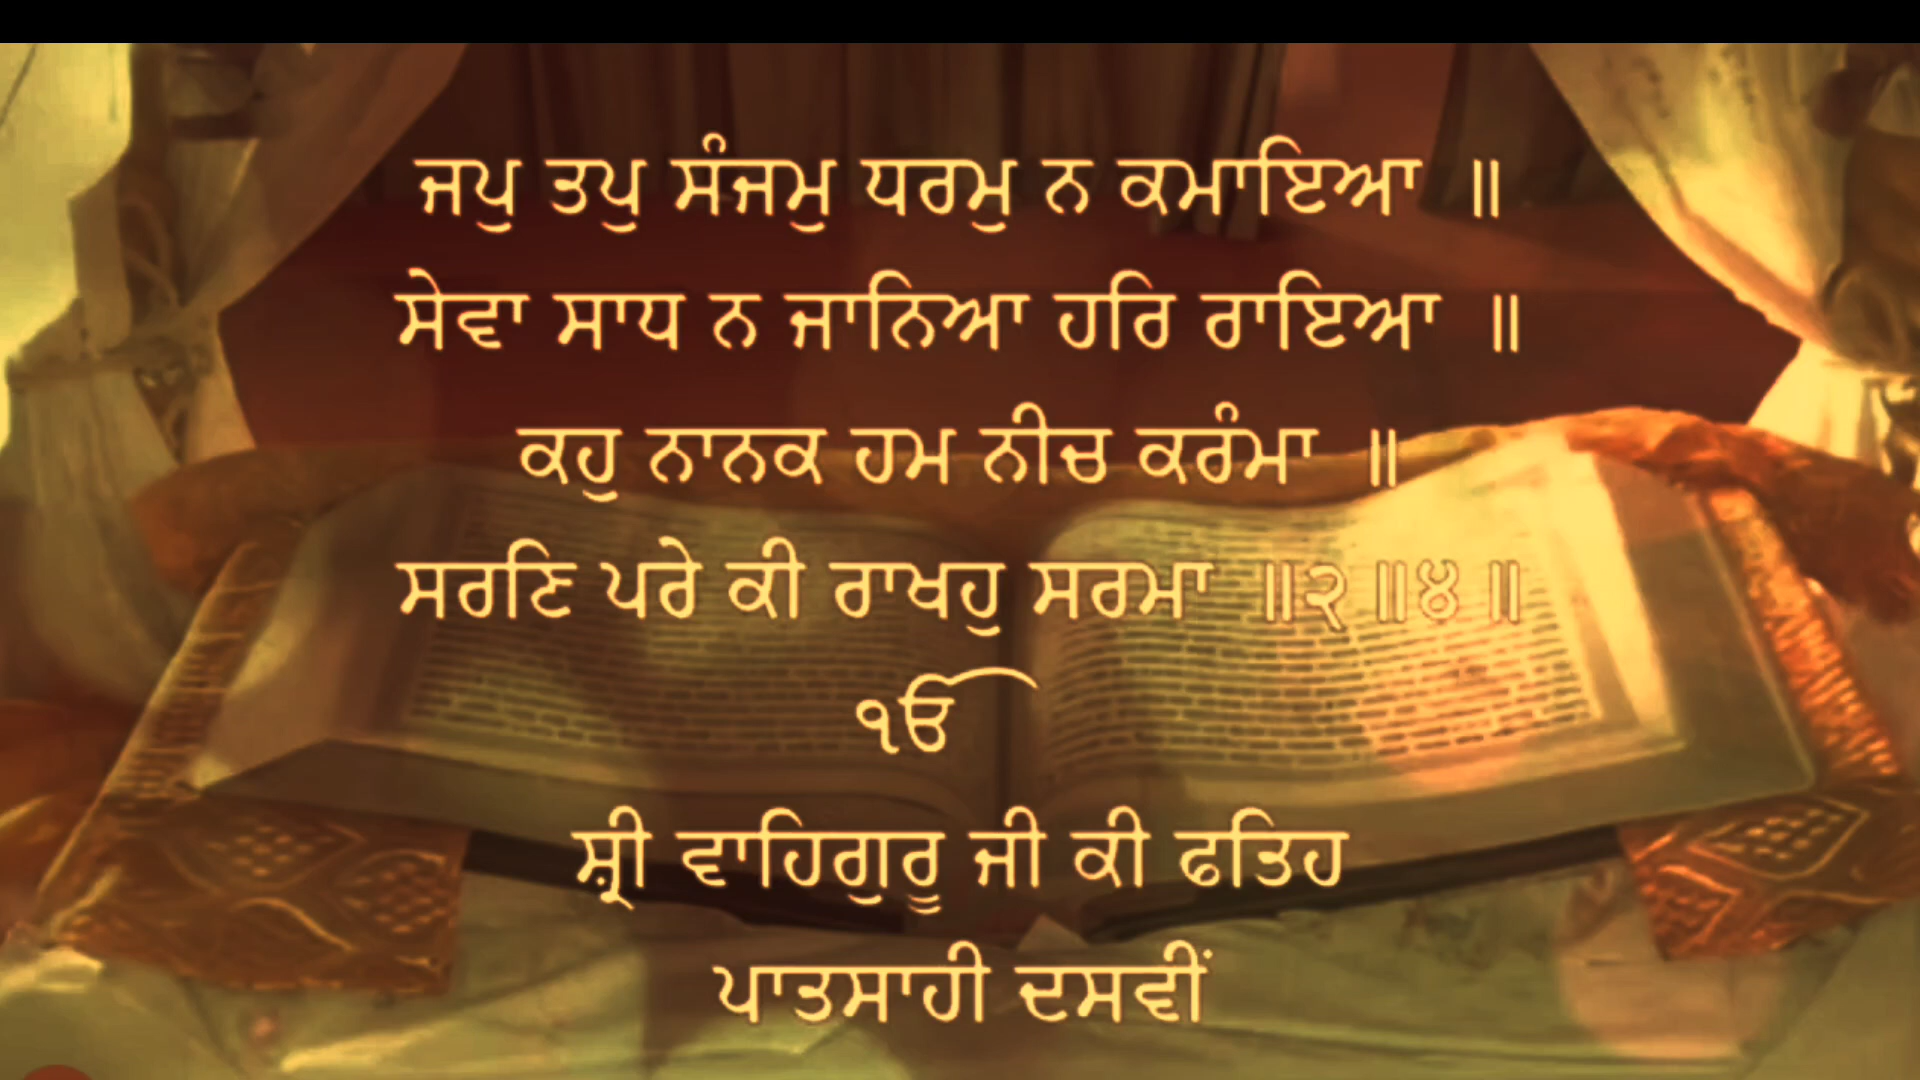 ਜਪੁ ਤਪੁ ਸੰਜਮੁ ਧਰਮੁ ਨ ਕਮਾਇਆ ॥
ਸੇਵਾ ਸਾਧ ਨ ਜਾਨਿਆ ਹਰਿ ਰਾਇਆ ॥
ਕਹੁ ਨਾਨਕ ਹਮ ਨੀਚ ਕਰੰਮਾ ॥
ਸਰਣਿ ਪਰੇ ਕੀ ਰਾਖਹੁ ਸਰਮਾ ॥੨॥੪॥
ੴ
ਸ਼੍ਰੀ ਵਾਹਿਗੁਰੂ ਜੀ ਕੀ ਫਤਿਹ
ਪਾਤਸਾਹੀ ਦਸਵੀਂ